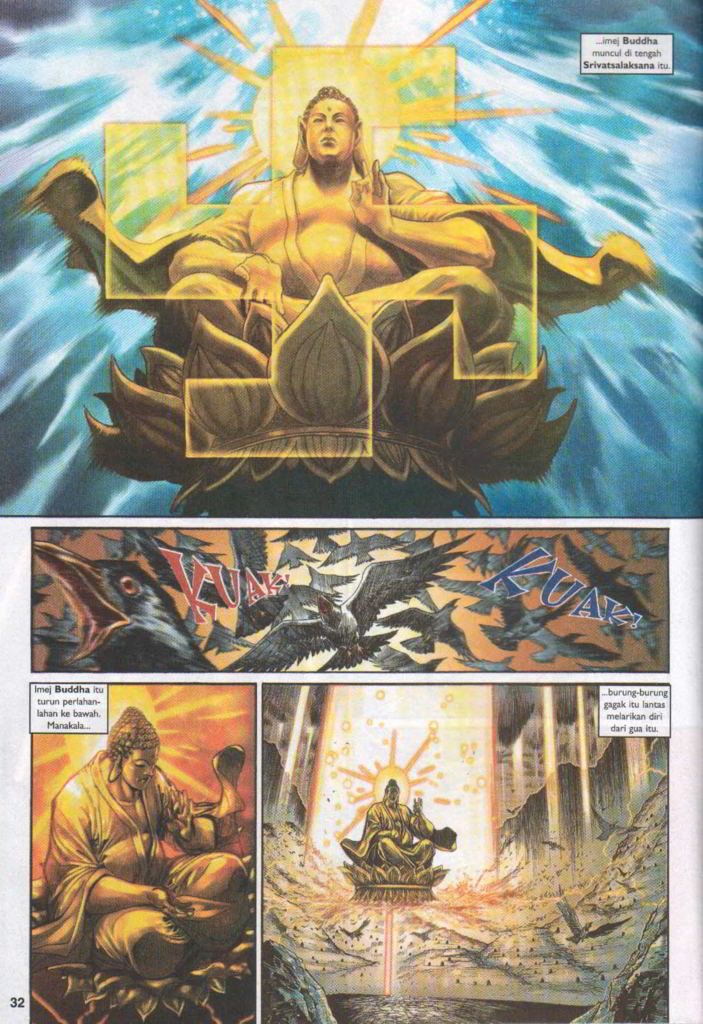 ...imej Buddha
muncul di tengah
Srivatsalaksana itu.
KUAK!
KUAK!
Imej Buddha itu
turun perlahan-
lahan ke bawah.
Manakala...
...burung-burung
gagak itu lantas
melarikan diri
dari gua itu.
32